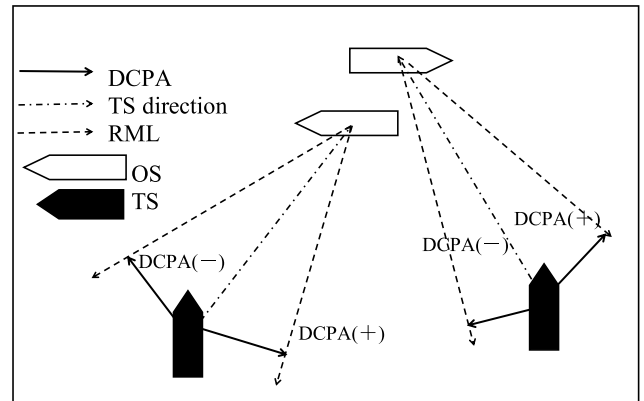 DCPA
TS direction
RML
OS
TS
DCPA(+)
DCPA(−)
DCPA(−)
DCPA(+)